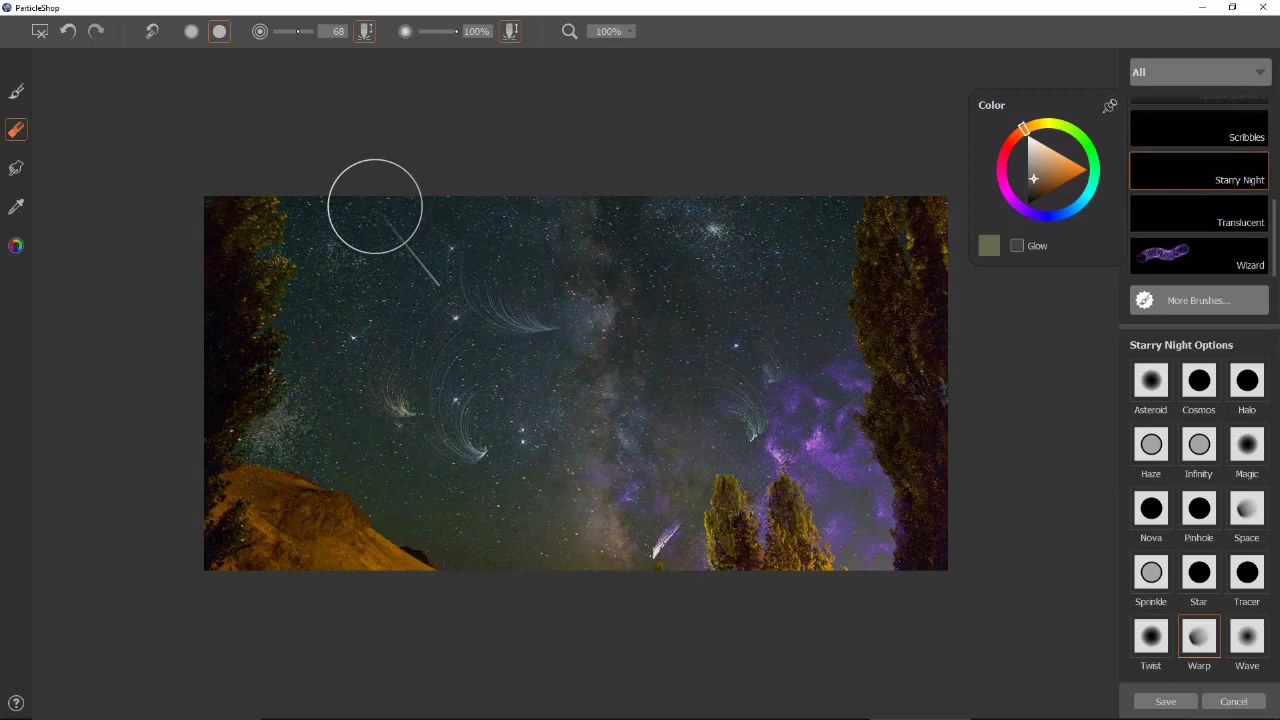 ParticleShop
68
100%
100%
All
Color
Glow
Scribbles
Starry Night
Translucent
Wizard
More Brushes...
Starry Night Options
Asteroid Cosmos Halo
Haze Infinity Magic
Nova Pinhole Space
Sprinkle Star Tracer
Twist Warp Wave
Save Cancel